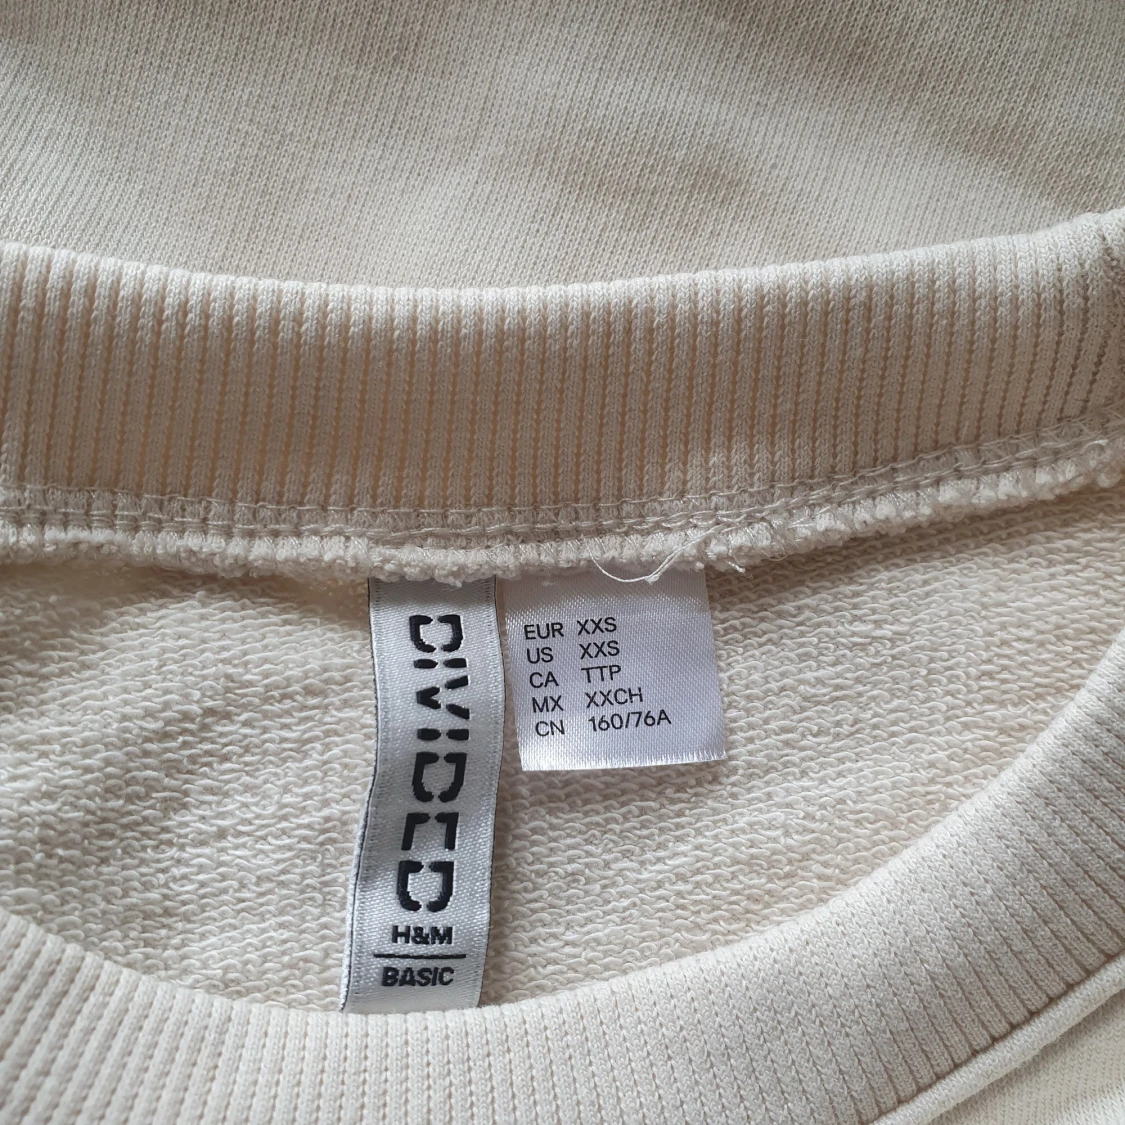 DIVIDED
H&M
BASIC
EUR XXS
US XXS
CA TTP
MX XXCH
CN 160/76A